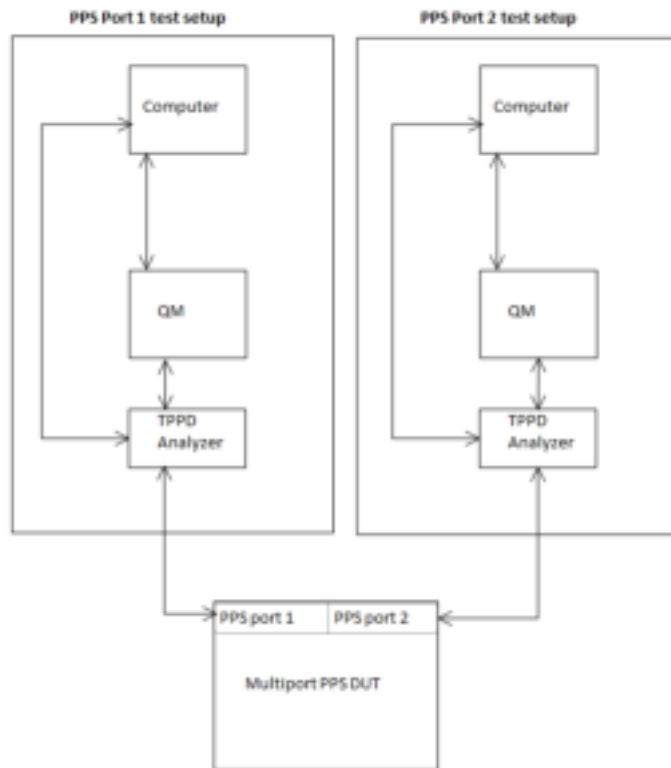 PPS Port 1 test setup
PPS Port 2 test setup
Computer
QM
TPPD
Analyzer
Computer
QM
TPPD
Analyzer
PPS port 1
PPS port 2
Multiport PPS DUT